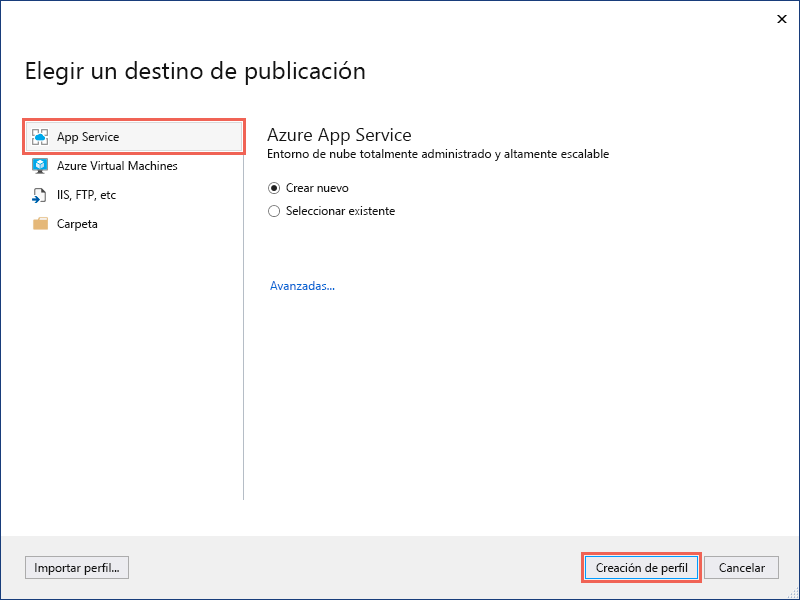 Elegir un destino de publicación
App Service
Azure Virtual Machines
IIS, FTP, etc
Carpeta
Azure App Service
Entorno de nube totalmente administrado y altamente escalable
Crear nuevo
Seleccionar existente
Avanzadas...
Importar perfil...
Creación de perfil
Cancelar